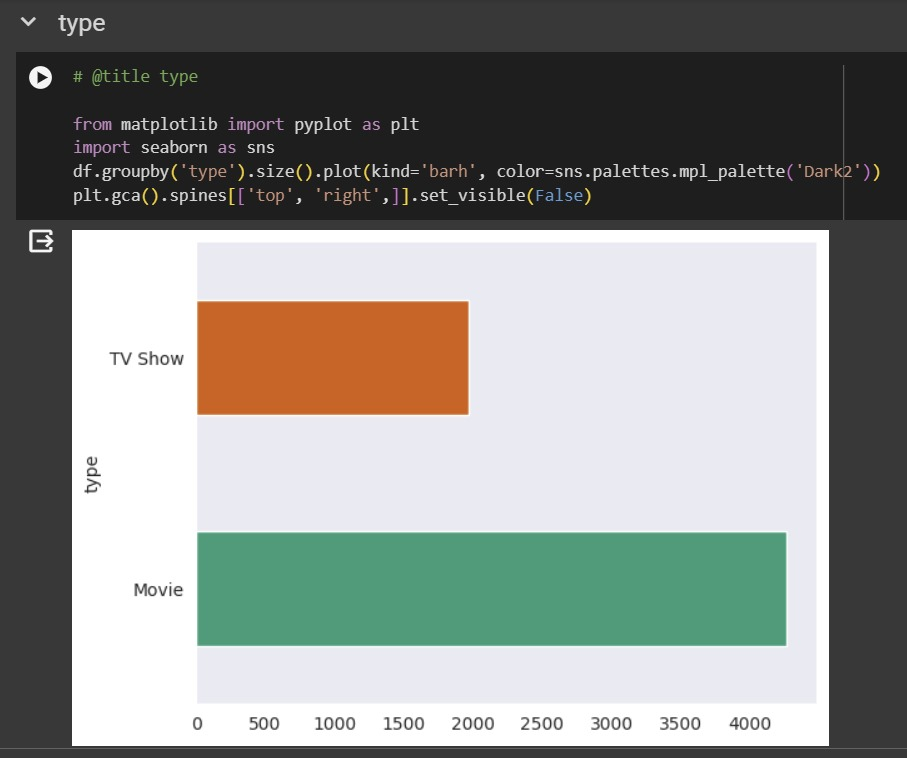 type
# @title type
from matplotlib import pyplot as plt
import seaborn as sns
df.groupby('type').size().plot(kind='barh', color=sns.palettes.mpl_palette('Dark2'))
plt.gca().spines[['top', 'right',]].set_visible(False)
TV Show
type
Movie
0 500 1000 1500 2000 2500 3000 3500 4000